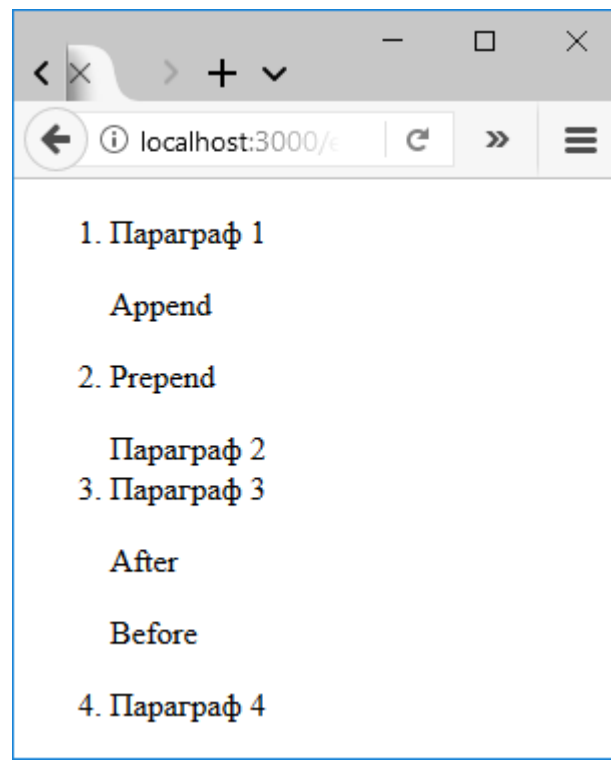 localhost:3000/e
1. Параграф 1
Append
2. Prepend
Параграф 2
3. Параграф 3
After
Before
4. Параграф 4